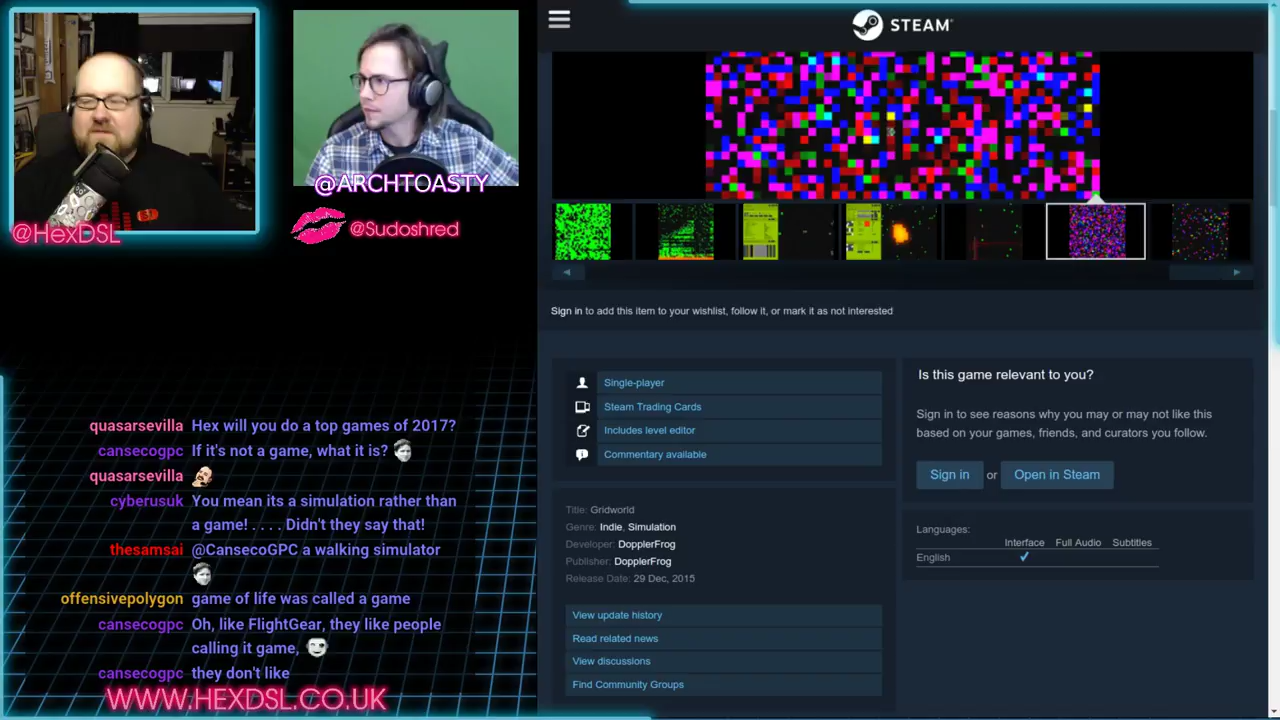 @HexDSL
@ARCHTOASTY
@Sudoshred
quasarsevilla Hex will you do a top games of 2017?
cansecogpc If it's not a game, what it is?
quasarsevilla
cyberusuk You mean its a simulation rather than
a game! . . . . Didn't they say that!
thesamsai @CansecoGPC a walking simulator
offensivepolygon game of life was called a game
cansecogpc Oh, like FlightGear, they like people
calling it game,
cansecogpc they don't like
WWW.HEXDSL.CO.UK
STEAM
Sign in to add this item to your wishlist, follow it, or mark it as not interested
Single-player
Steam Trading Cards
Includes level editor
Commentary available
Title: Gridworld
Genre: Indie, Simulation
Developer: DopplerFrog
Publisher: DopplerFrog
Release Date: 29 Dec, 2015
View update history
Read related news
View discussions
Find Community Groups
Is this game relevant to you?
Sign in to see reasons why you may or may not like this
based on your games, friends, and curators you follow.
Sign in or Open in Steam
Languages:
Interface Full Audio Subtitles
English ✔